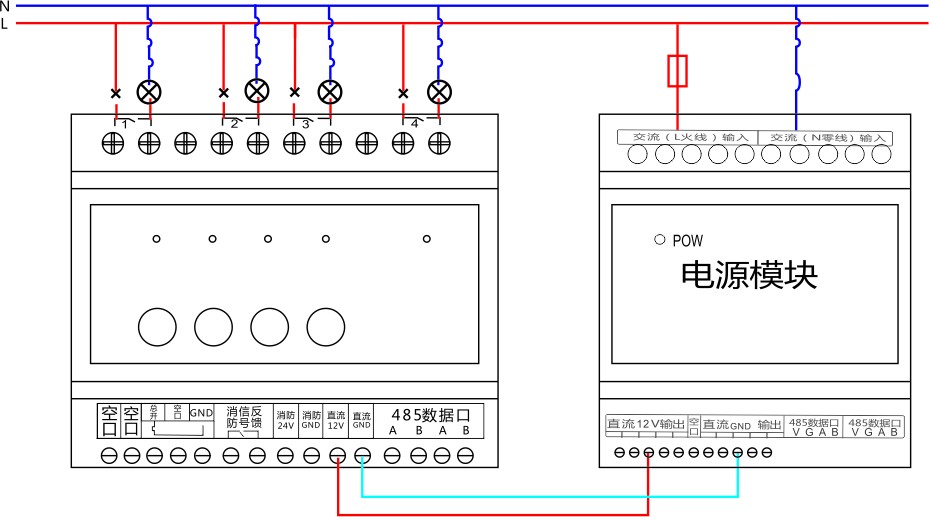 N
L
1 2 3 4
交流（L火线）输入 交流（N零线）输入
POW
电源模块
空口 空口 总开 空口 GND 消信反防号馈 消防24V 消防GND 直流12V 直流GND 485数据口
A B A B
直流12V输出 空口 直流GND 输出 485数据口 485数据口
V G A B V G A B